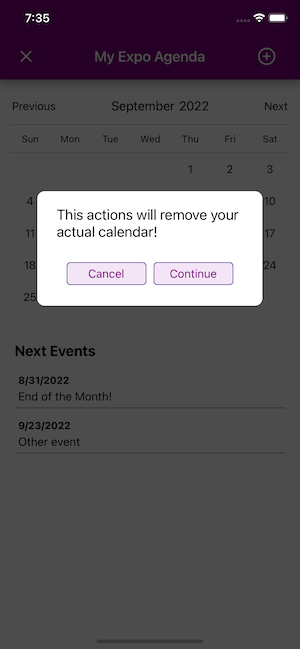 7:35
My Expo Agenda
Previous September 2022 Next
Sun Mon Tue Wed Thu Fri Sat
1 2 3
4 10
11 17
18 24
25
This actions will remove your
actual calendar!
Cancel Continue
Next Events
8/31/2022
End of the Month!
9/23/2022
Other event